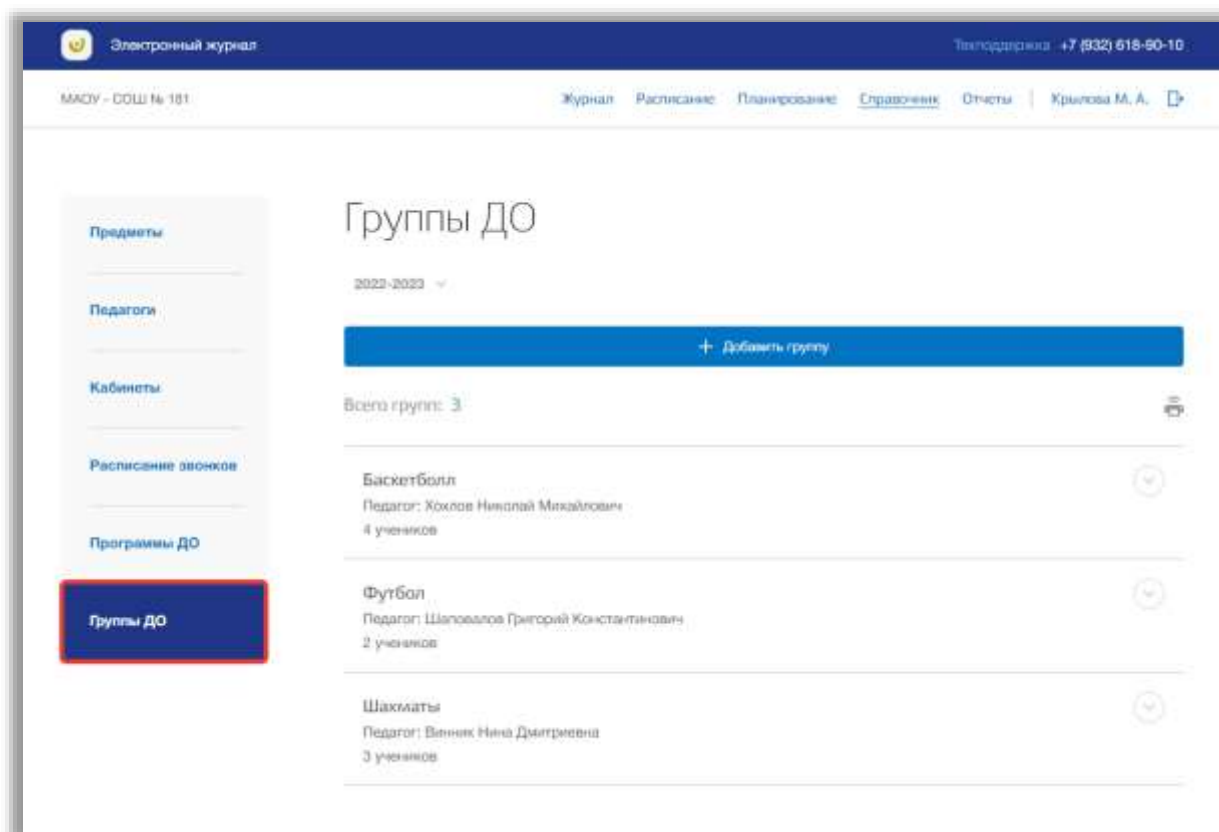 Электронный журнал
Техподдержка +7 (932) 618-90-10
МАОУ - СОШ № 181
Журнал Расписание Планирование Справочник Отчеты Крылова М. А.
Группы ДО
2022-2023
+ Добавить группу
Всего групп: 3
Предметы
Педагоги
Кабинеты
Расписание звонков
Программы ДО
Группы ДО
Баскетболл
Педагог: Хохлов Николай Михайлович
4 учеников
Футбол
Педагог: Шаповалов Григорий Константинович
2 учеников
Шахматы
Педагог: Винник Нина Дмитриевна
3 учеников